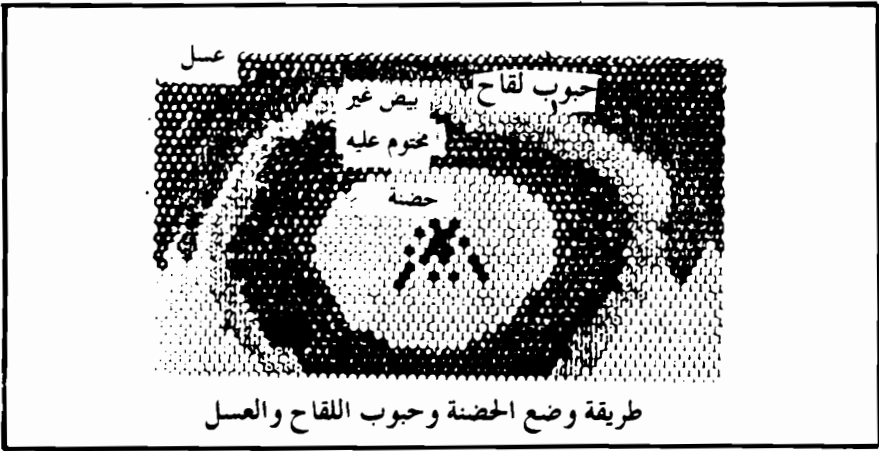 عسل
حبوب لقاح
بيض غير
مختوم عليه
حضنة
طريقة وضع الحضنة وحبوب اللقاح والعسل